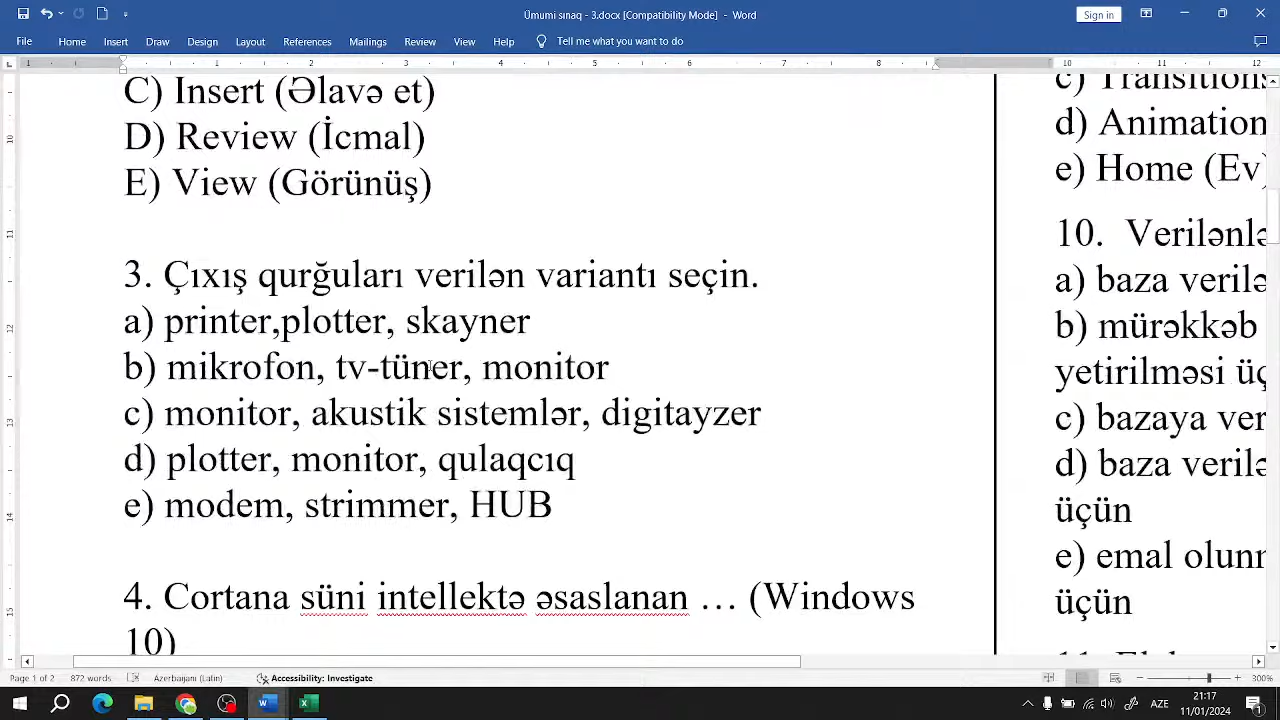 Ümumi sınaq - 3.docx [Compatibility Mode] - Word
Sign in
File Home Insert Draw Design Layout References Mailings Review View Help Tell me what you want to do
C) Insert (Əlavə et)
D) Review (İcmal)
E) View (Görünüş)
3. Çıxış qurğuları verilən variantı seçin.
a) printer,plotter, skayner
b) mikrofon, tv-tüner, monitor
c) monitor, akustik sistemlər, digitayzer
d) plotter, monitor, qulaqcıq
e) modem, strimmer, HUB
4. Cortana süni intellektə əsaslanan … (Windows
10)
c) Transitions
d) Animation
e) Home (Ev)
10. Verilənlə
a) baza verilə
b) mürəkkəb
yetirilməsi üç
c) bazaya ver
d) baza verilə
üçün
e) emal olunm
üçün
Page 1 of 2 872 words Azerbaijani (Latin) Accessibility: Investigate 300%
AZE
21:17
11/01/2024